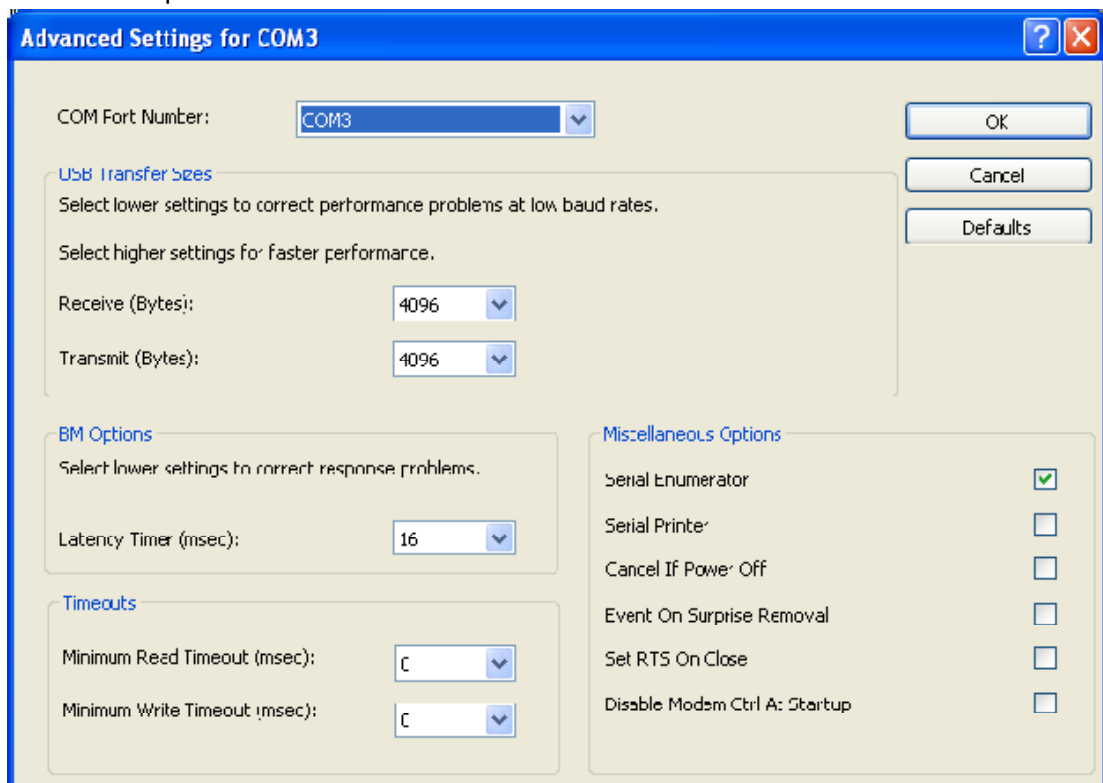 Advanced Settings for COM3
COM Port Number: COM3
OK
USB Transfer Sizes
Cancel
Select lower settings to correct performance problems at low baud rates.
Defaults
Select higher settings for faster performance.
Receive (Bytes): 4096
Transmit (Bytes): 4096
BM Options
Select lower settings to correct response problems.
Latency Timer (msec): 16
Timeouts
Minimum Read Timeout (msec): 0
Minimum Write Timeout (msec): 0
Miscellaneous Options
Serial Enumerator
Serial Printer
Cancel If Power Off
Event On Surprise Removal
Set RTS On Close
Disable Modem Ctrl At Startup